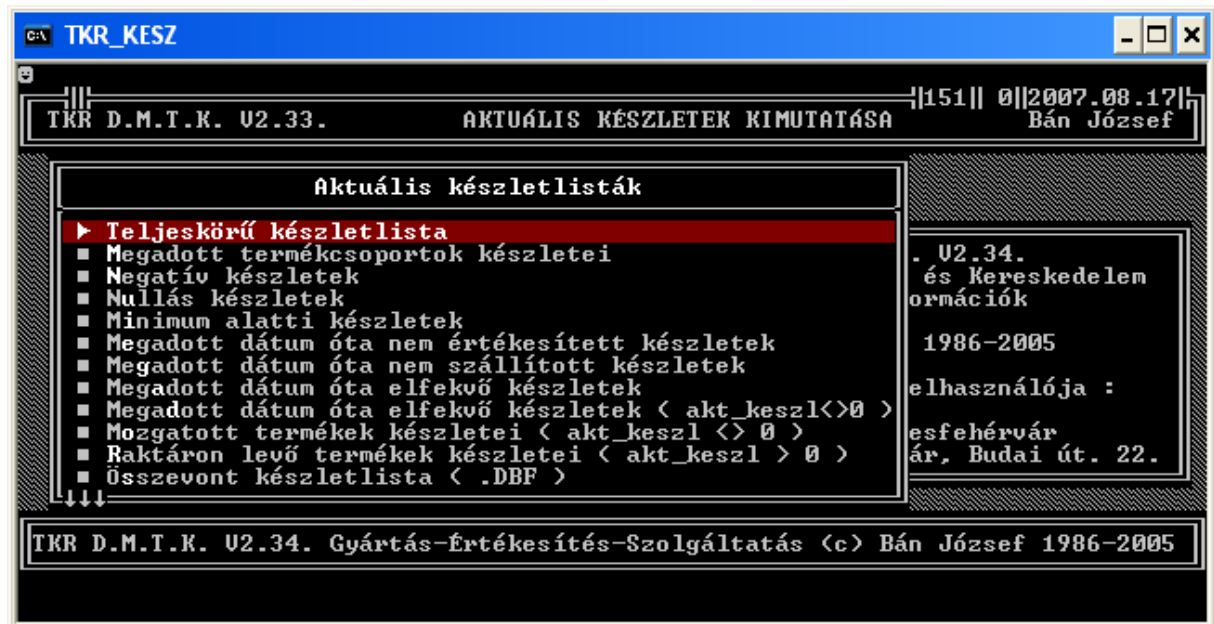 TKR_KESZ
151 0 2007.08.17
TKR D.M.T.K. V2.33. AKTUÁLIS KÉSZLETEK KIMUTATÁSA Bán József
Aktuális készletlisták
Teljeskörű készletlista
Megadott termékcsoportok készletei
Negatív készletek
Nullás készletek
Minimum alatti készletek
Megadott dátum óta nem értékesített készletek
Megadott dátum óta nem szállított készletek
Megadott dátum óta elfekvő készletek
Megadott dátum óta elfekvő készletek ( akt_keszl<>0 )
Mozgatott termékek készletei ( akt_keszl <> 0 )
Raktáron levő termékek készletei ( akt_keszl > 0 )
Összevont készletlista ( .DBF )
. V2.34.
és Kereskedelem
ormációk
1986-2005
elhasználója :
esfehérvár
ár, Budai út. 22.
TKR D.M.T.K. V2.34. Gyártás-Értékesítés-Szolgáltatás (c) Bán József 1986-2005